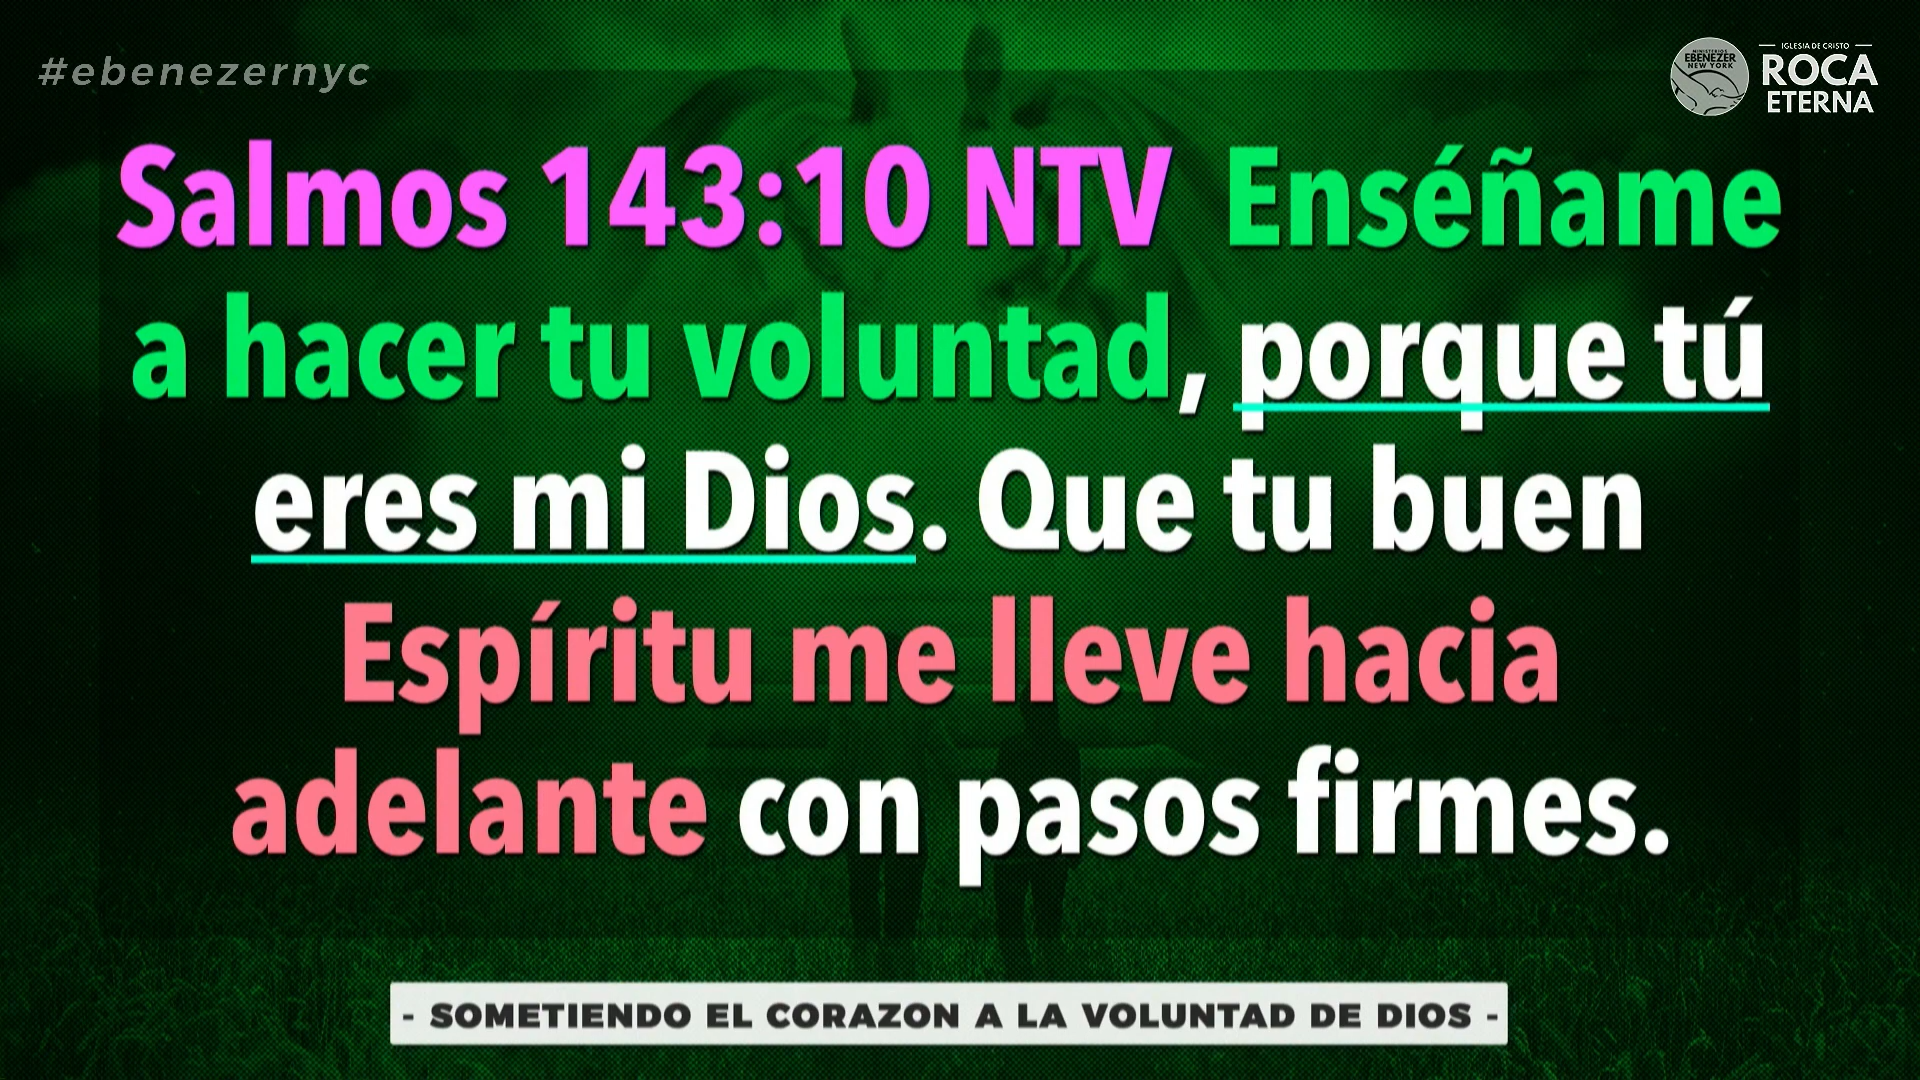 #ebenezernyc
MINISTERIOS
EBENEZER
NEW YORK
IGLESIA DE CRISTO
ROCA
ETERNA
Salmos 143:10 NTV Enséñame
a hacer tu voluntad, porque tú
eres mi Dios. Que tu buen
Espíritu me lleve hacia
adelante con pasos firmes.
- SOMETIENDO EL CORAZON A LA VOLUNTAD DE DIOS -